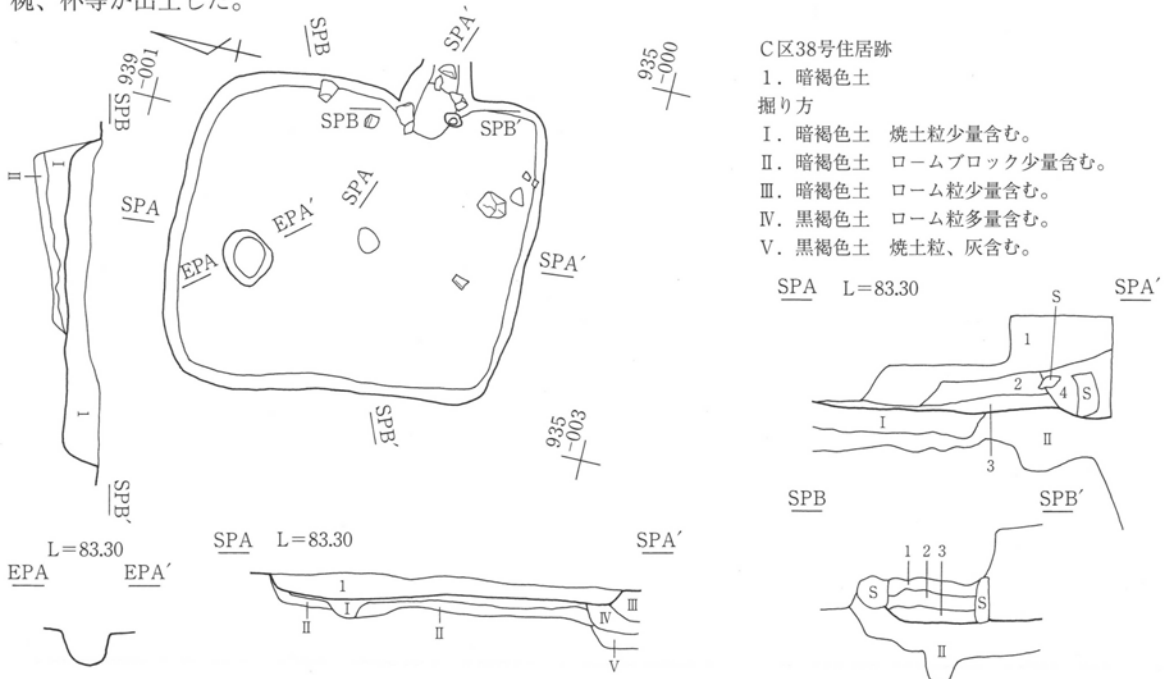 椀、杯等が出土した。
SPB
SPA′
939
-001
935
-000
SPB
SPB
SPB′
Ⅱ
Ⅰ
SPA
SPA
EPA′
EPA
SPA′
1
SPB′
SPB′
935
-003
C区38号住居跡
1．暗褐色土
掘り方
Ⅰ．暗褐色土 焼土粒少量含む。
Ⅱ．暗褐色土 ロームブロック少量含む。
Ⅲ．暗褐色土 ローム粒少量含む。
Ⅳ．黒褐色土 ローム粒多量含む。
Ⅴ．黒褐色土 焼土粒、灰含む。
SPA L＝83.30 SPA′
S
1
2
4
S
Ⅰ
Ⅱ
3
L＝83.30
EPA EPA′
SPA L＝83.30 SPA′
1
Ⅰ
Ⅲ
Ⅳ
Ⅱ
Ⅱ
Ⅴ
SPB SPB′
1 2 3
S
S
Ⅱ